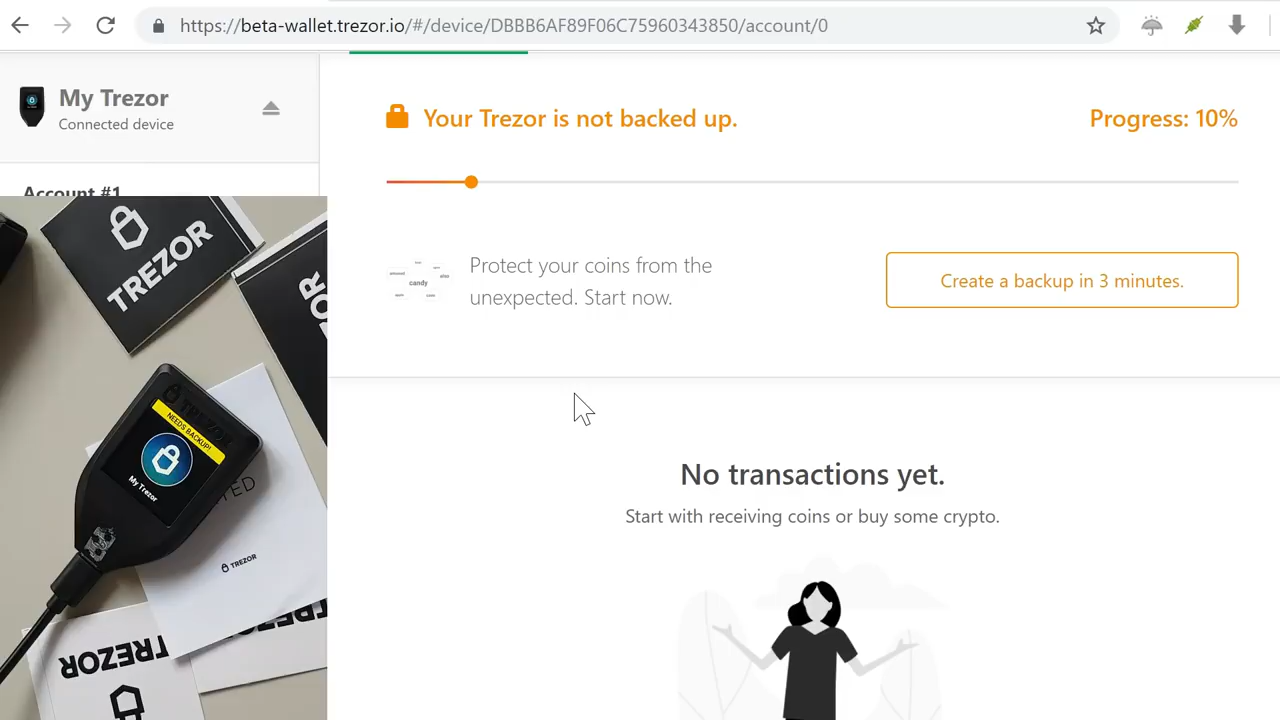 https://beta-wallet.trezor.io/#/device/DBBB6AF89F06C75960343850/account/0
My Trezor
Connected device
Account #1
Your Trezor is not backed up.
Progress: 10%
candy
Protect your coins from the
unexpected. Start now.
Create a backup in 3 minutes.
No transactions yet.
Start with receiving coins or buy some crypto.
TREZOR
TREZOR
NEEDS BACKUP!
My Trezor
TREZOR
TREZOR